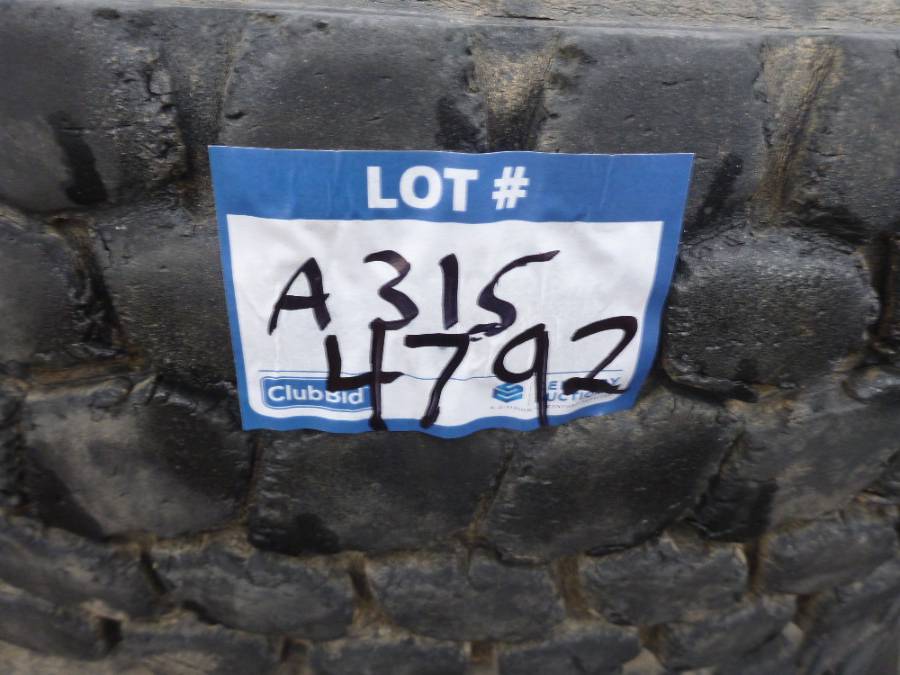 LOT #
A315
4792
ClubBid